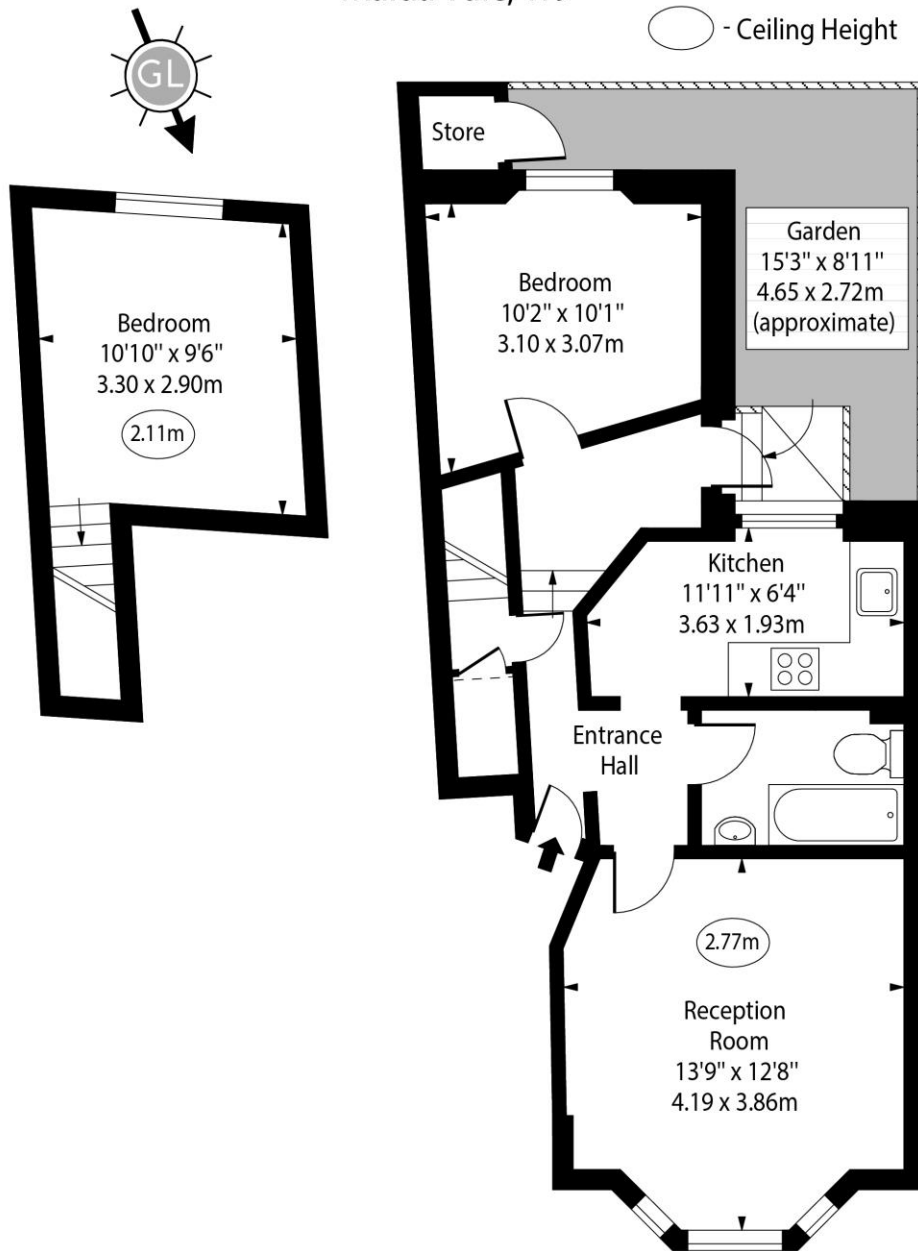 - Ceiling Height
GL
Store
Garden
15'3" x 8'11"
4.65 x 2.72m
(approximate)
Bedroom
10'2" x 10'1"
3.10 x 3.07m
Bedroom
10'10" x 9'6"
3.30 x 2.90m
2.11m
Kitchen
11'11" x 6'4"
3.63 x 1.93m
Entrance
Hall
2.77m
Reception
Room
13'9" x 12'8"
4.19 x 3.86m